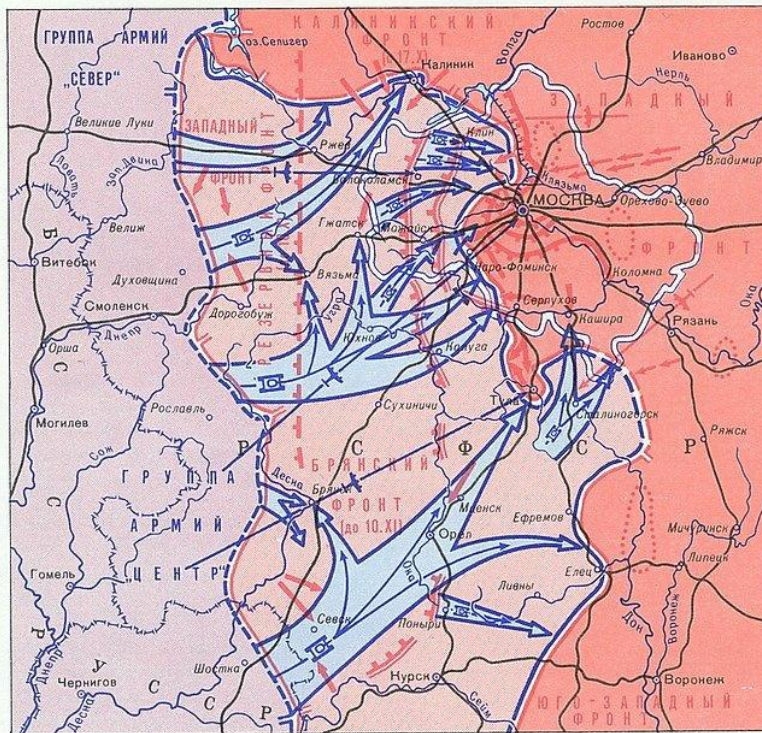 ГРУППА АРМИЙ
„СЕВЕР"
КАЛИНИНСКИЙ
ФРОНТ
(с 17.X)
оз.Селигер
Калинин
Волга
Ростов
Иваново
Нерль
Великие Луки
ЗАПАДНЫЙ
ФРОНТ
Ржев
Клин
ЗАПАДНЫЙ
ФРОНТ
Ловать
Зап.Двина
Волоколамск
Клязьма
Владимир
МОСКВА
Орехово-Зуево
Велиж
Гжатск
Можайск
Б
Витебск
Духовщина
Вязьма
РЕЗЕРВНЫЙ ФРОНТ
Наро-Фоминск
Коломна
Ока
Смоленск
Дорогобуж
Угра
Серпухов
Кашира
Рязань
Днепр
Орша
Юхнов
Калуга
С
Рославль
Сухиничи
Тула
Сталиногорск
Могилев
Сож
Р
С
Ф
С
Р
Ряжск
С
ГРУППА
АРМИЙ
„ЦЕНТР"
Десна
Брянск
БРЯНСКИЙ
ФРОНТ
(до 10.XI)
Мценск
Ефремов
Мичуринск
Орел
Гомель
Ока
Елец
Липецк
Ливны
Р
Севск
Поныри
Дон
Воронеж
Днепр
У
С
С
Р
Шостка
Чернигов
Десна
Курск
Сейм
Воронеж
ЮГО-ЗАПАДНЫЙ
ФРОНТ